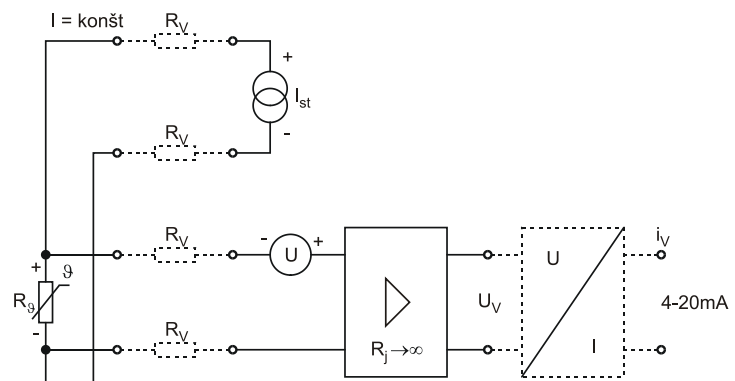 I = konšt
R_V
+
I_st
-
R_V
R_V
- U +
U
i_V
+
ϑ
R_ϑ
-
U_V
4-20mA
R_V
R_j →∞
I